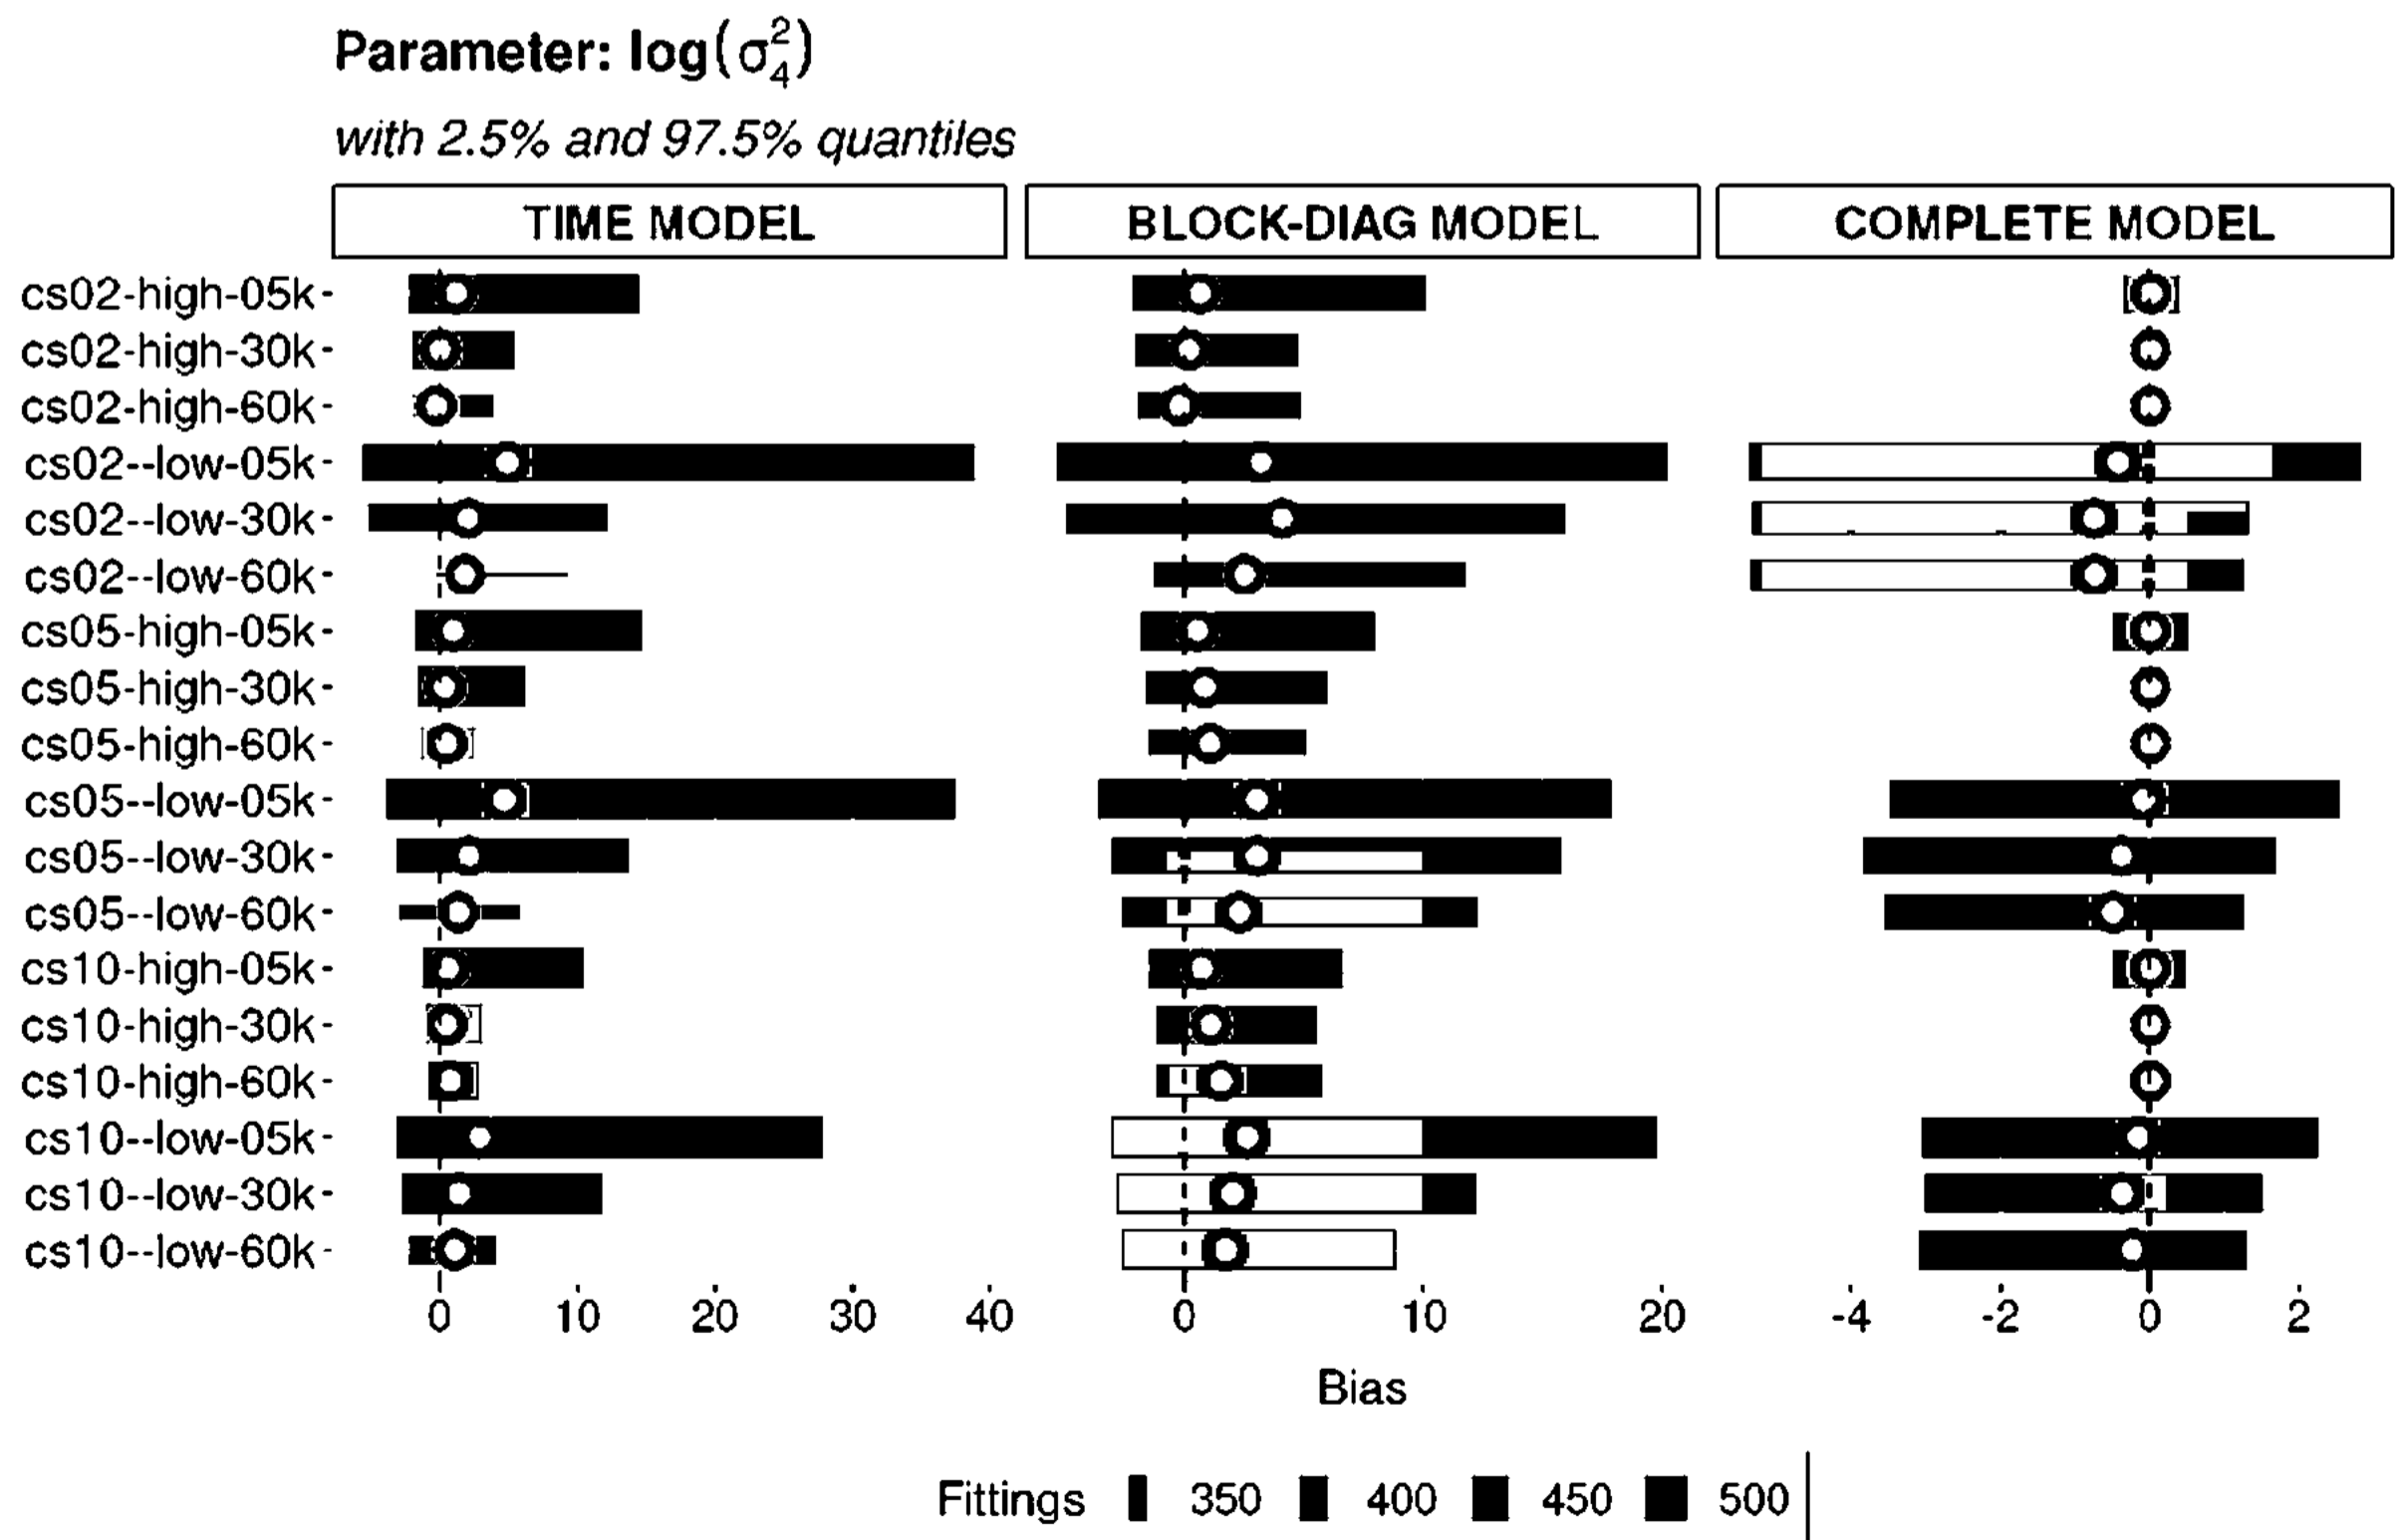 Parameter: log(σ₄²)
with 2.5% and 97.5% quantiles
TIME MODEL
BLOCK-DIAG MODEL
COMPLETE MODEL
cs02-high-05k
cs02-high-30k
cs02-high-60k
cs02--low-05k
cs02--low-30k
cs02--low-60k
cs05-high-05k
cs05-high-30k
cs05-high-60k
cs05--low-05k
cs05--low-30k
cs05--low-60k
cs10-high-05k
cs10-high-30k
cs10-high-60k
cs10--low-05k
cs10--low-30k
cs10--low-60k
0 10 20 30 40
0 10 20
-4 -2 0 2
Bias
Fittings 350 400 450 500